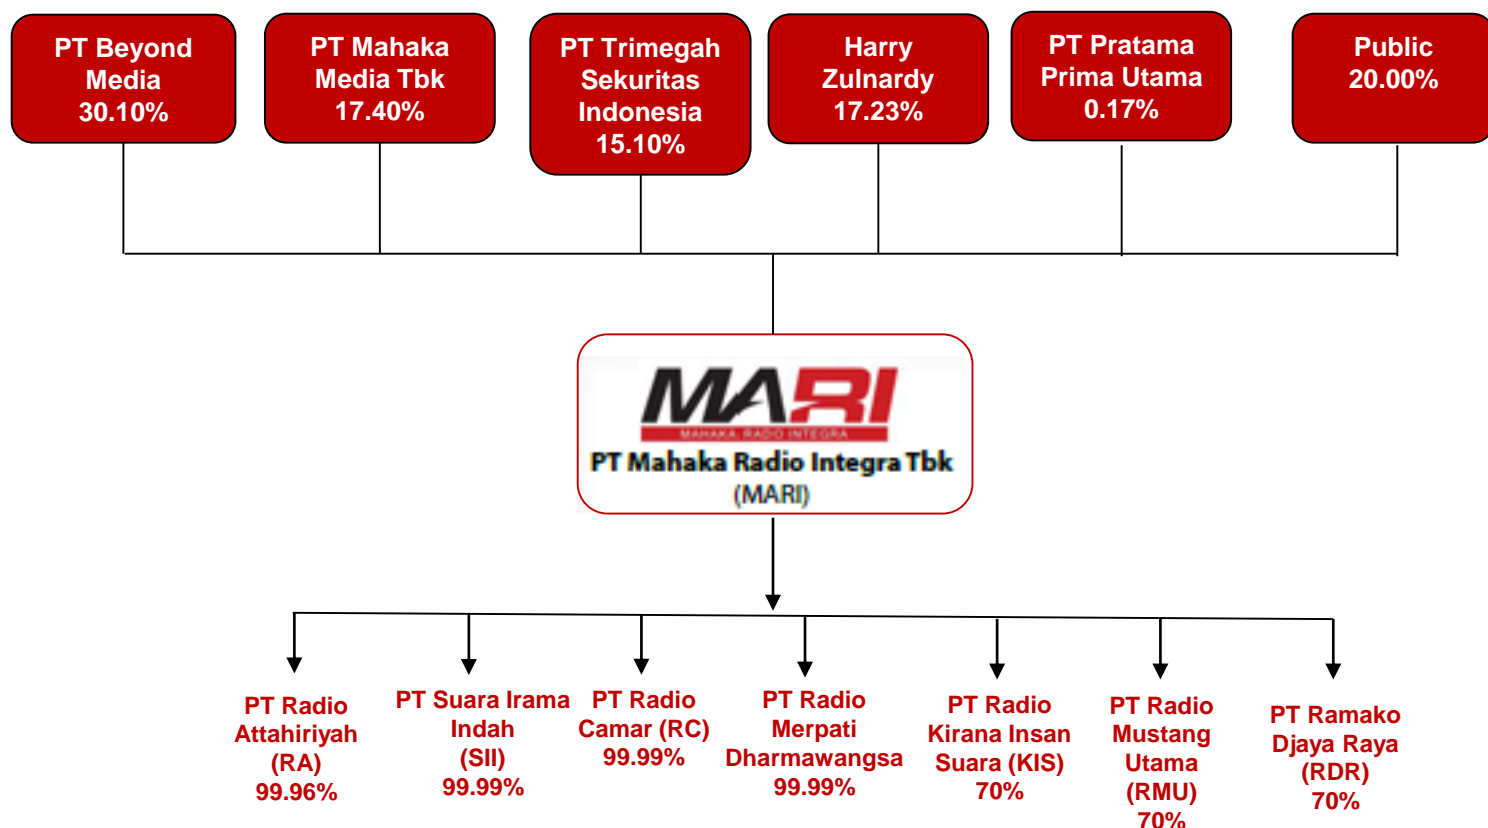 PT Beyond
Media
30.10%
PT Mahaka
Media Tbk
17.40%
PT Trimegah
Sekuritas
Indonesia
15.10%
Harry
Zulnardy
17.23%
PT Pratama
Prima Utama
0.17%
Public
20.00%
MARI
MAHAKA RADIO INTEGRA
PT Mahaka Radio Integra Tbk
(MARI)
PT Radio
Attahiriyah
(RA)
99.96%
PT Suara Irama
Indah
(SII)
99.99%
PT Radio
Camar (RC)
99.99%
PT Radio
Merpati
Dharmawangsa
99.99%
PT Radio
Kirana Insan
Suara (KIS)
70%
PT Radio
Mustang
Utama
(RMU)
70%
PT Ramako
Djaya Raya
(RDR)
70%